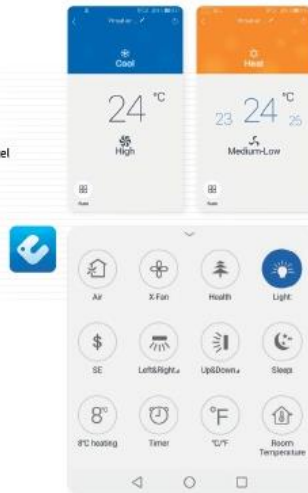 Cool
Heat
24 °C
23 24 °C 25
High
Medium-Low
Air
X-Fan
Health
Light
SE
Left&Right
Up&Down
Sleep
8°
°F
8°C heating
Timer
°C/°F
Room
Temperature